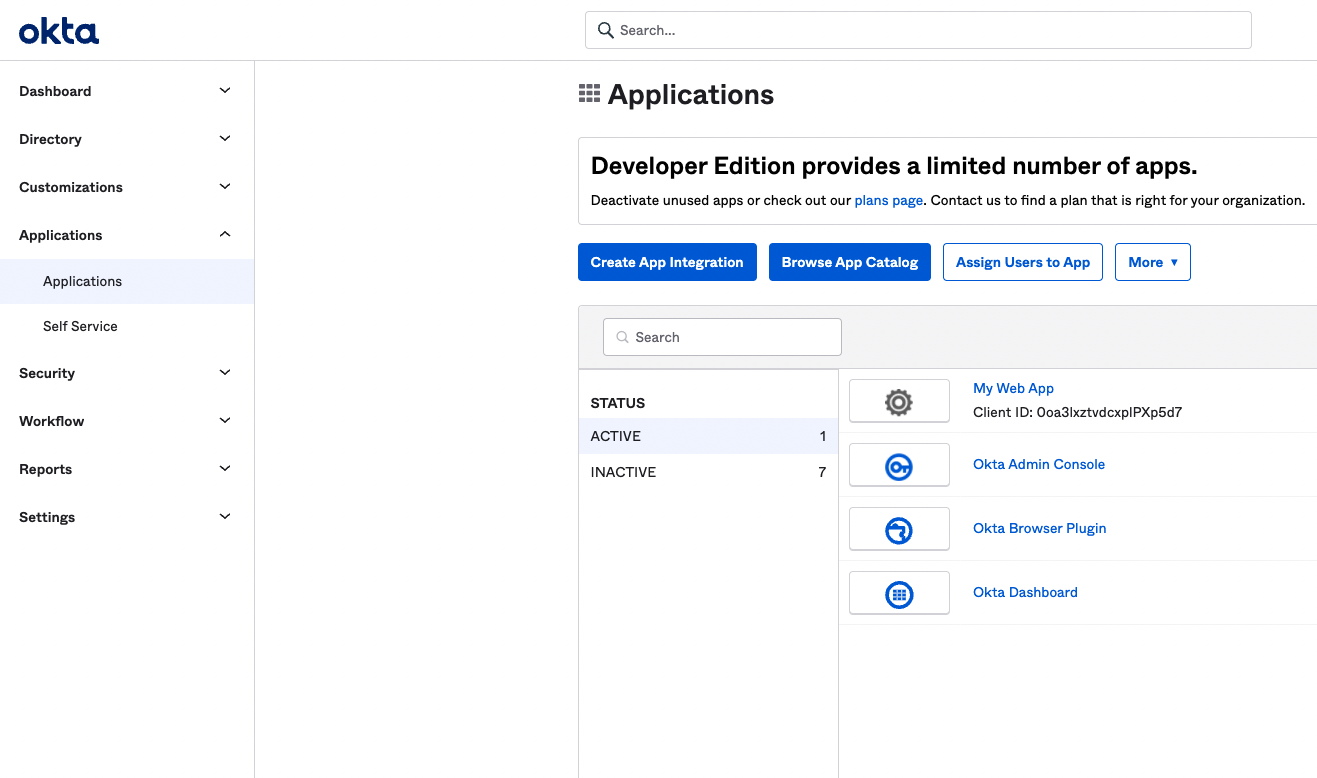 okta
Search...
Dashboard
Directory
Customizations
Applications
Applications
Self Service
Security
Workflow
Reports
Settings
Applications
Developer Edition provides a limited number of apps.
Deactivate unused apps or check out our plans page. Contact us to find a plan that is right for your organization.
Create App Integration
Browse App Catalog
Assign Users to App
More
Search
STATUS
ACTIVE 1
INACTIVE 7
My Web App
Client ID: 0oa3lxztvdcxplPXp5d7
Okta Admin Console
Okta Browser Plugin
Okta Dashboard